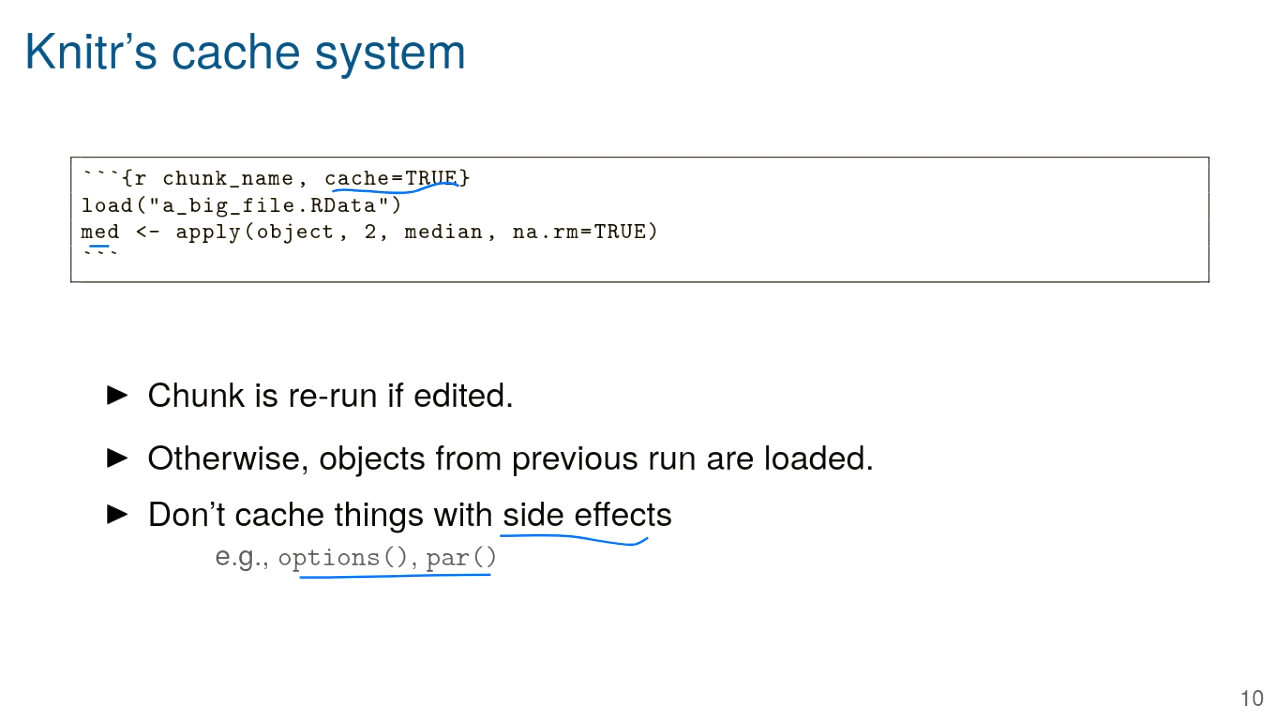 Knitr's cache system
```{r chunk_name, cache=TRUE}
load("a_big_file.RData")
med <- apply(object, 2, median, na.rm=TRUE)
```
▶ Chunk is re-run if edited.
▶ Otherwise, objects from previous run are loaded.
▶ Don't cache things with side effects
e.g., options(), par()
10